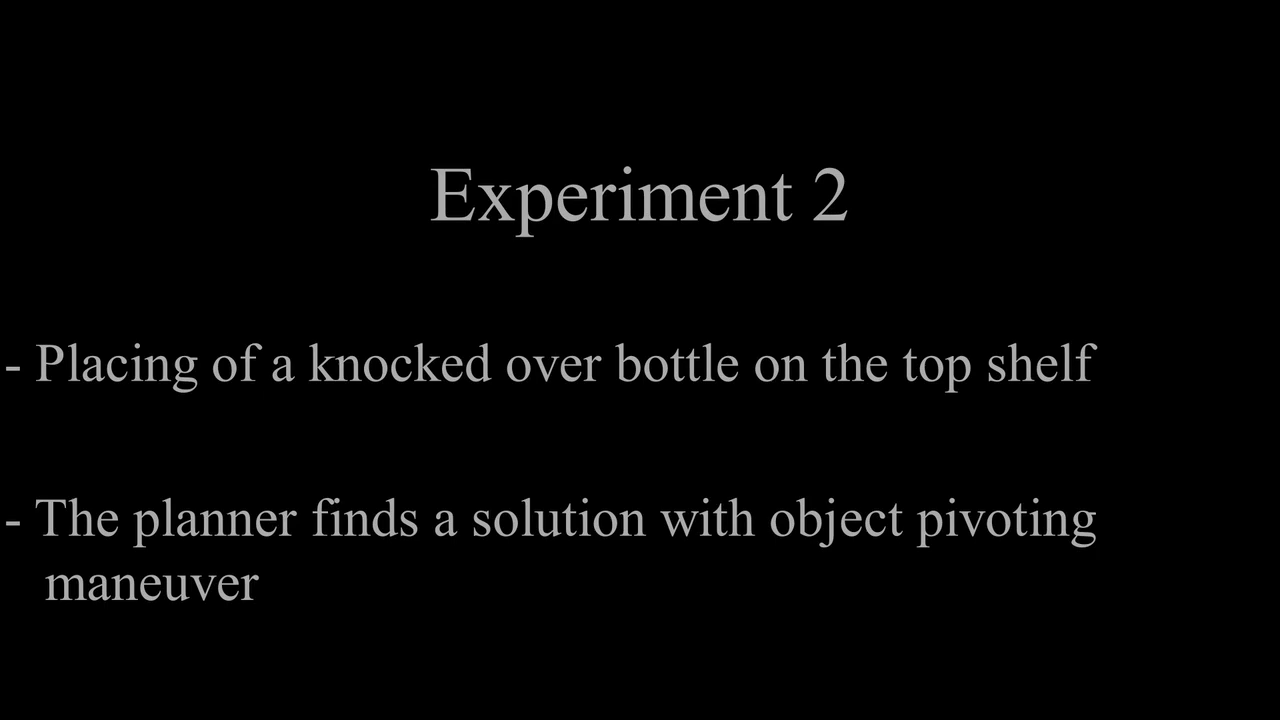 Experiment 2
- Placing of a knocked over bottle on the top shelf
- The planner finds a solution with object pivoting
maneuver